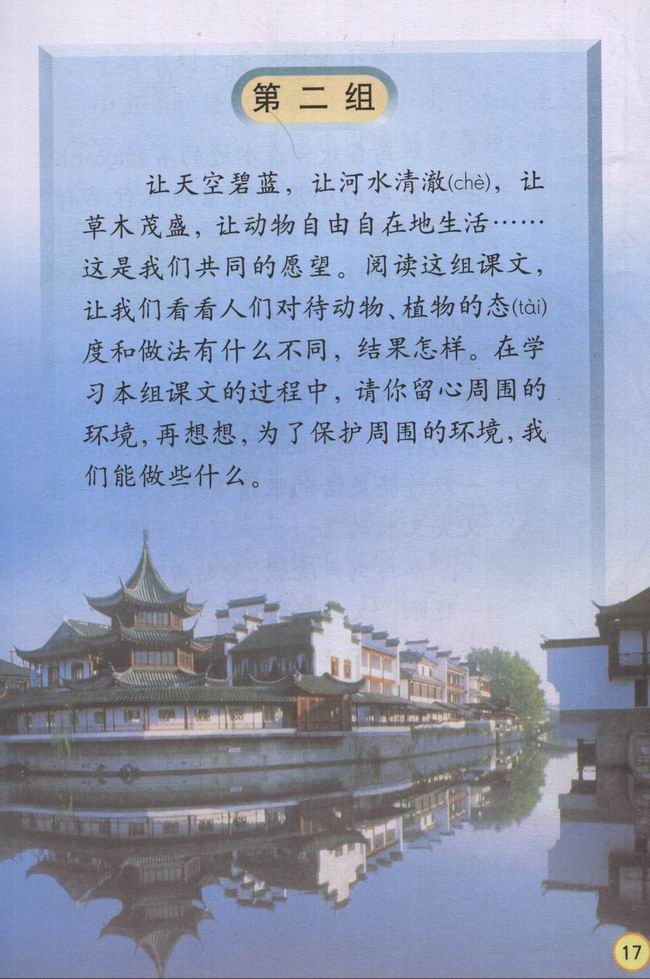 第二组
让天空碧蓝，让河水清澈(chè)，让
草木茂盛，让动物自由自在地生活……
这是我们共同的愿望。阅读这组课文，
让我们看看人们对待动物、植物的态(tài)
度和做法有什么不同，结果怎样。在学
习本组课文的过程中，请你留心周围的
环境，再想想，为了保护周围的环境，我
们能做些什么。
17